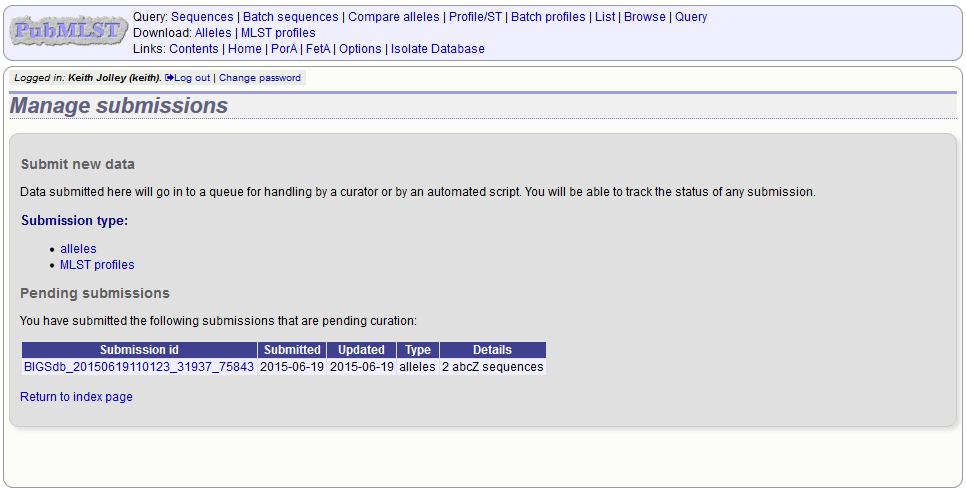 PubMLST
Query: Sequences | Batch sequences | Compare alleles | Profile/ST | Batch profiles | List | Browse | Query
Download: Alleles | MLST profiles
Links: Contents | Home | PorA | FetA | Options | Isolate Database
Logged in: Keith Jolley (keith). Log out | Change password
Manage submissions
Submit new data
Data submitted here will go in to a queue for handling by a curator or by an automated script. You will be able to track the status of any submission.
Submission type:
• alleles
• MLST profiles
Pending submissions
You have submitted the following submissions that are pending curation:
Submission id Submitted Updated Type Details
BIGSdb_20150619110123_31937_75843 2015-06-19 2015-06-19 alleles 2 abcZ sequences
Return to index page